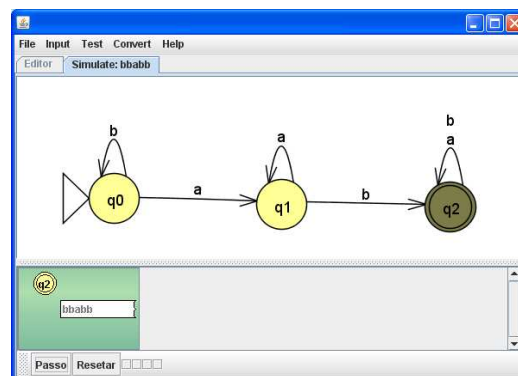 File Input Test Convert Help
Editor Simulate: bbabb
b a b
a
q0 a q1 b q2
q2
bbabb
Passo Resetar